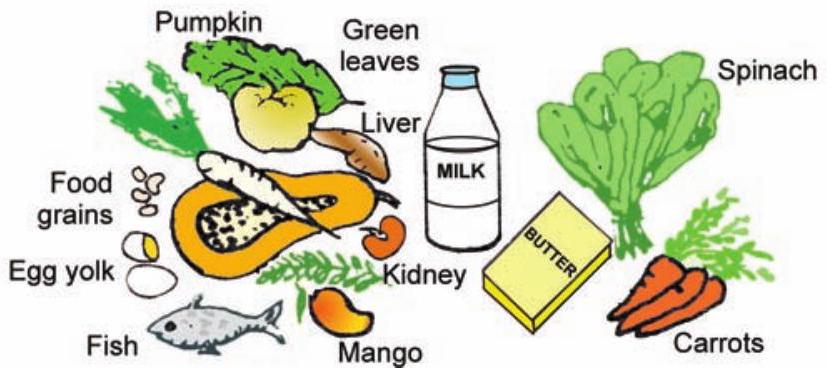 Pumpkin
Green
leaves
Spinach
Liver
MILK
Food
grains
BUTTER
Egg yolk
Kidney
Fish
Mango
Carrots